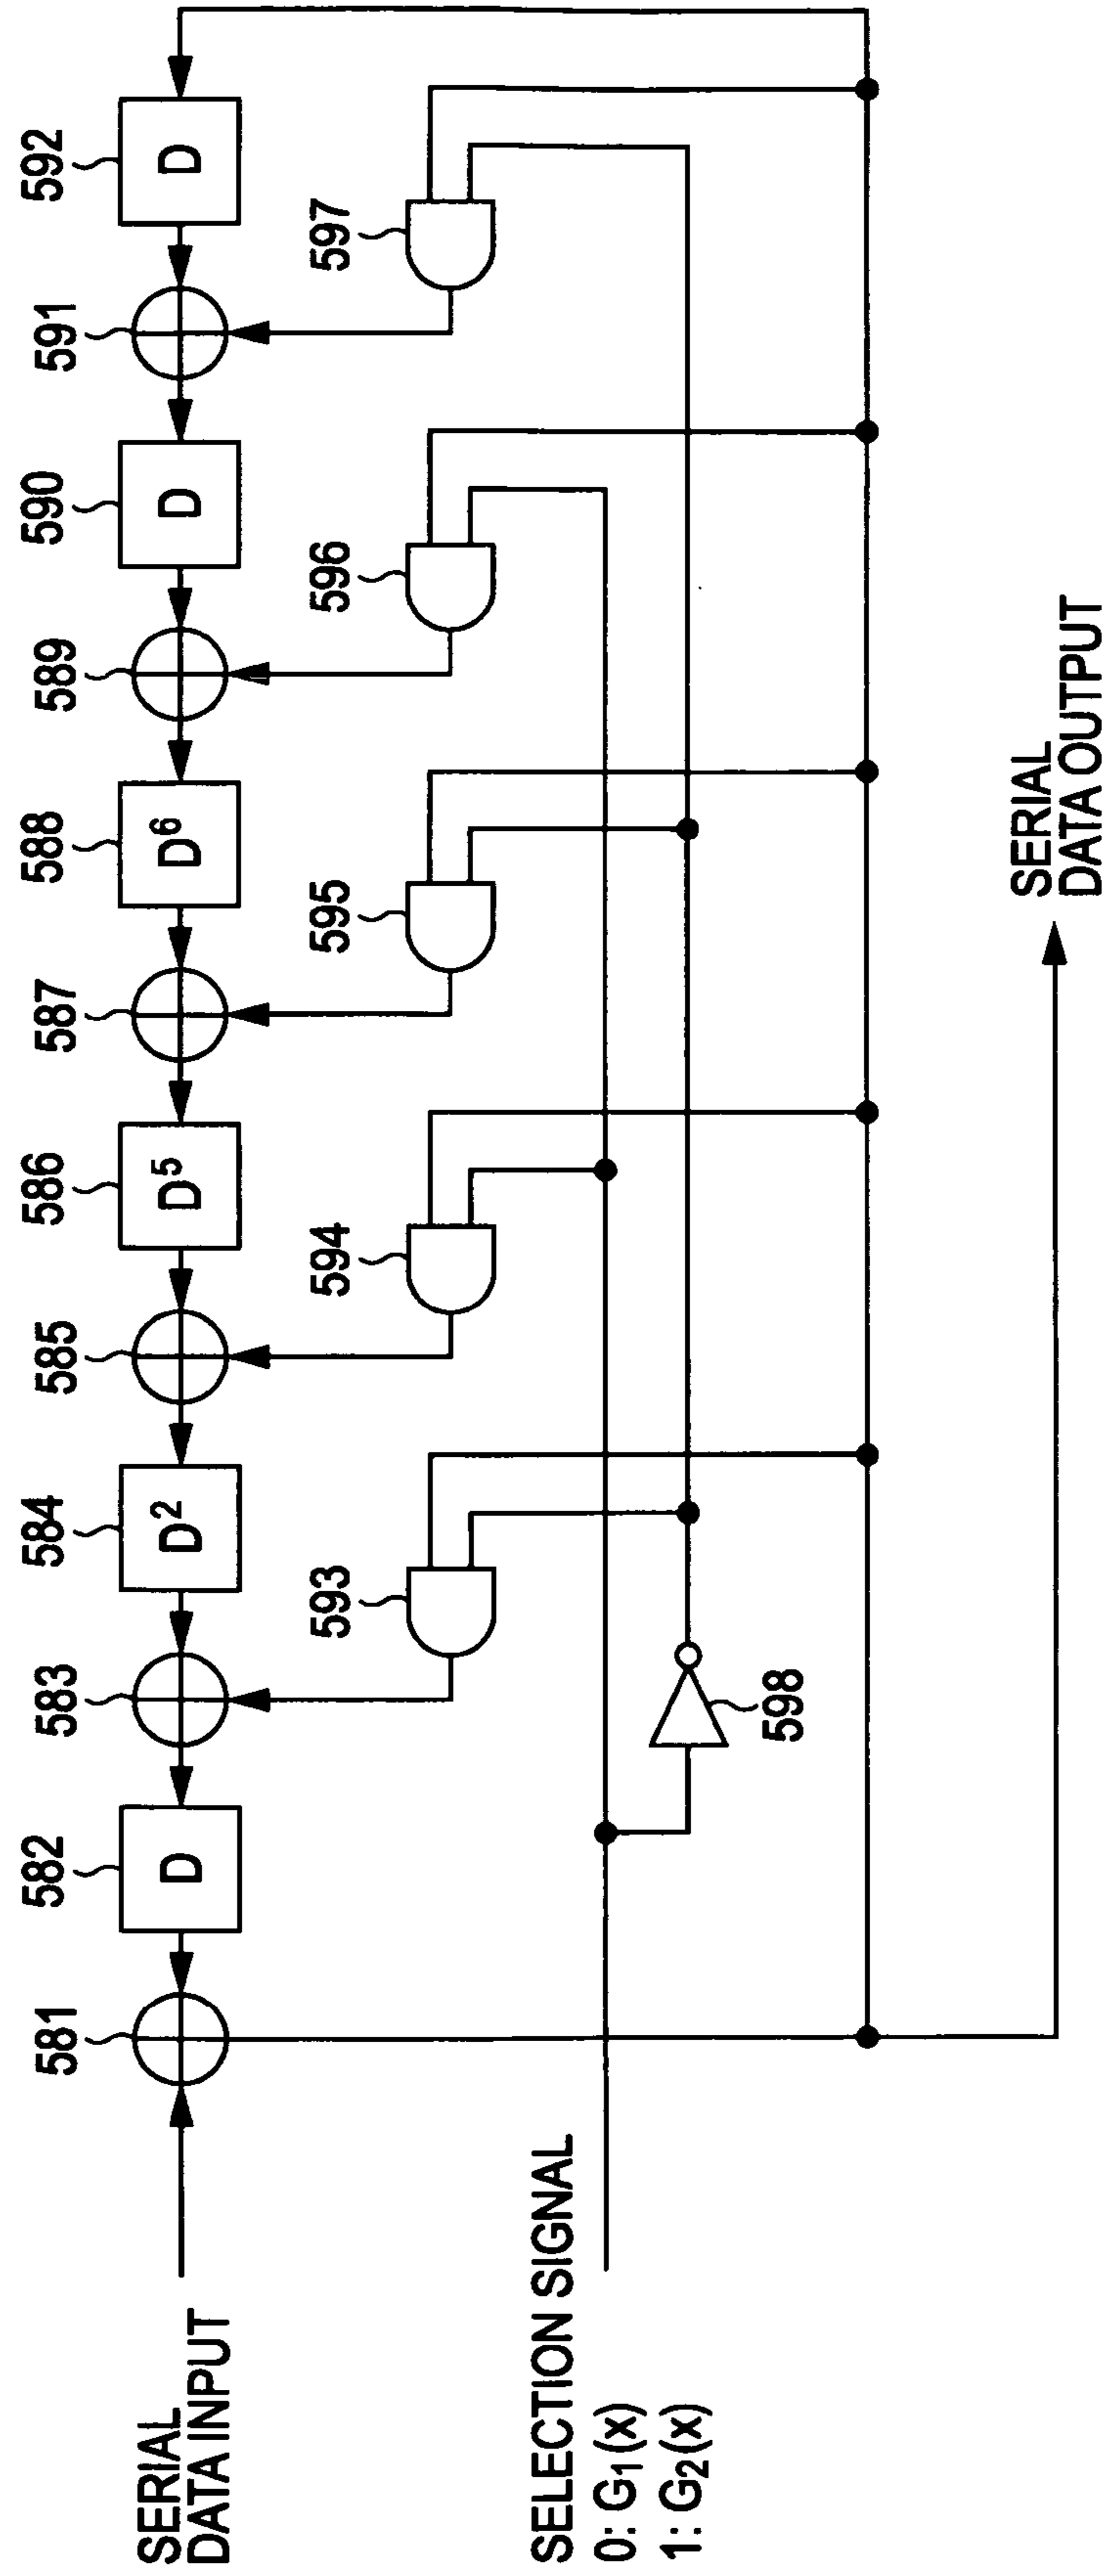 581
582
583
584
585
586
587
588
589
590
591
592
D
D²
D⁵
D⁶
D
D
SERIAL
DATA INPUT
593
594
595
596
597
SELECTION SIGNAL
0: G₁(x)
1: G₂(x)
598
SERIAL
DATA OUTPUT